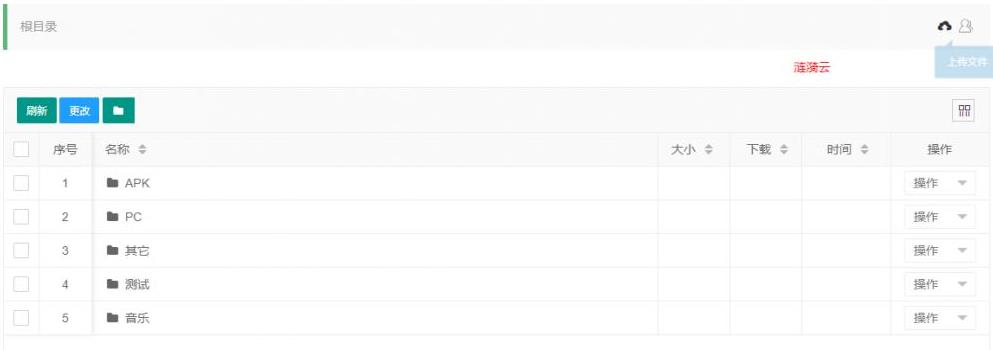 根目录
上传文件
涟漪云
刷新 更改
序号 名称 大小 下载 时间 操作
1 APK 操作
2 PC 操作
3 其它 操作
4 测试 操作
5 音乐 操作